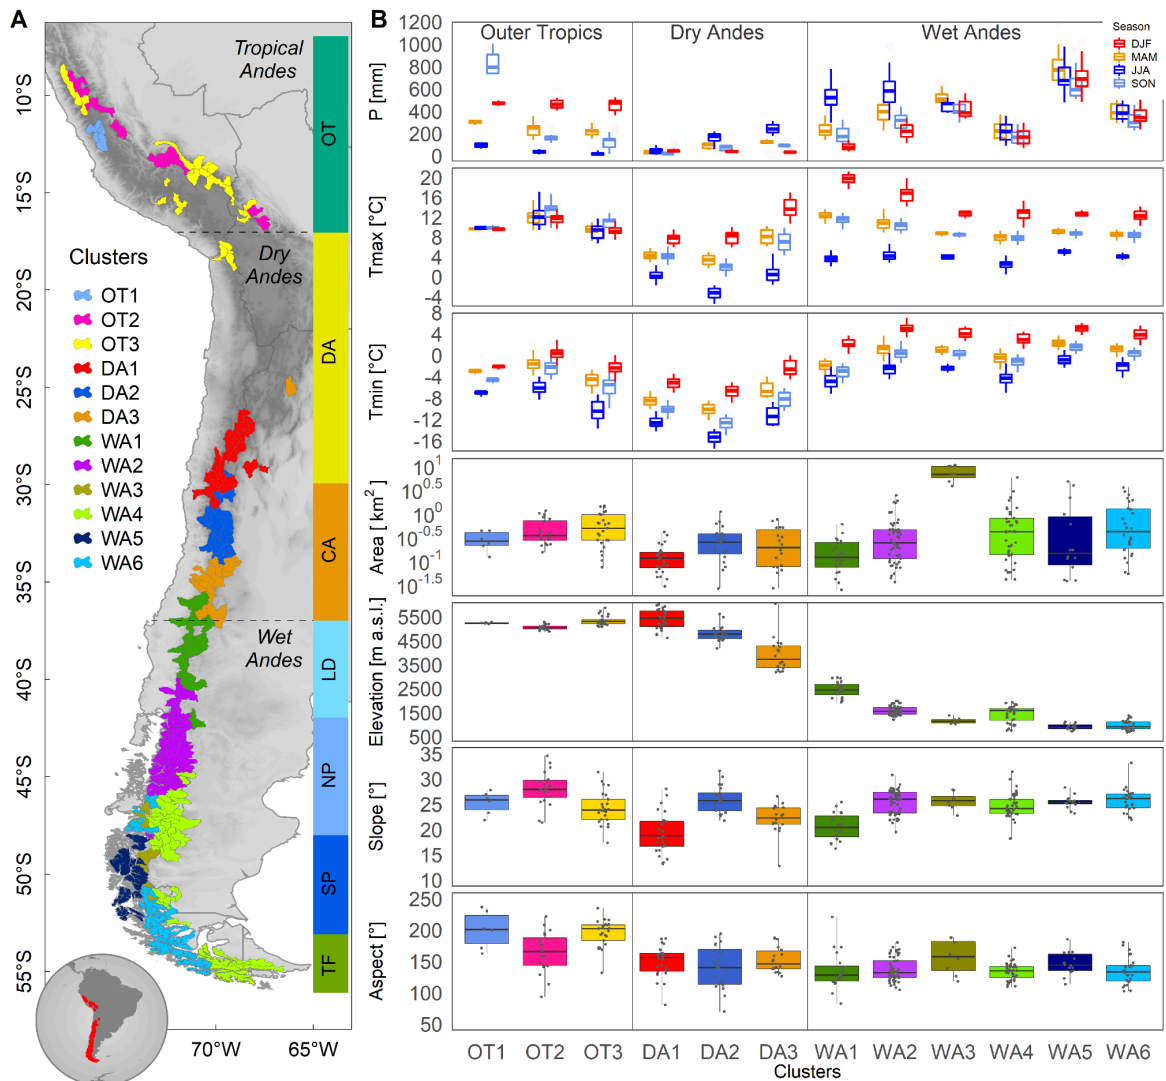 A
Tropical
Andes
10°S
15°S
20°S
25°S
30°S
35°S
40°S
45°S
50°S
55°S
70°W
65°W
Dry
Andes
Wet
Andes
OT
DA
CA
LD
NP
SP
TF
Clusters
OT1
OT2
OT3
DA1
DA2
DA3
WA1
WA2
WA3
WA4
WA5
WA6
B
Outer Tropics
Dry Andes
Wet Andes
Season
DJF
MAM
JJA
SON
P [mm]
1200
1000
800
600
400
200
0
Tmax [°C]
20
16
12
8
4
0
-4
Tmin [°C]
8
4
0
-4
-8
-12
-16
Area [ km²]
10^1
10^0.5
10^0
10^-0.5
10^-1
10^-1.5
Elevation [m a.s.l.]
5500
4500
3500
2500
1500
500
Slope [°]
35
30
25
20
15
10
Aspect [°]
250
200
150
100
50
OT1 OT2 OT3 DA1 DA2 DA3 WA1 WA2 WA3 WA4 WA5 WA6
Clusters